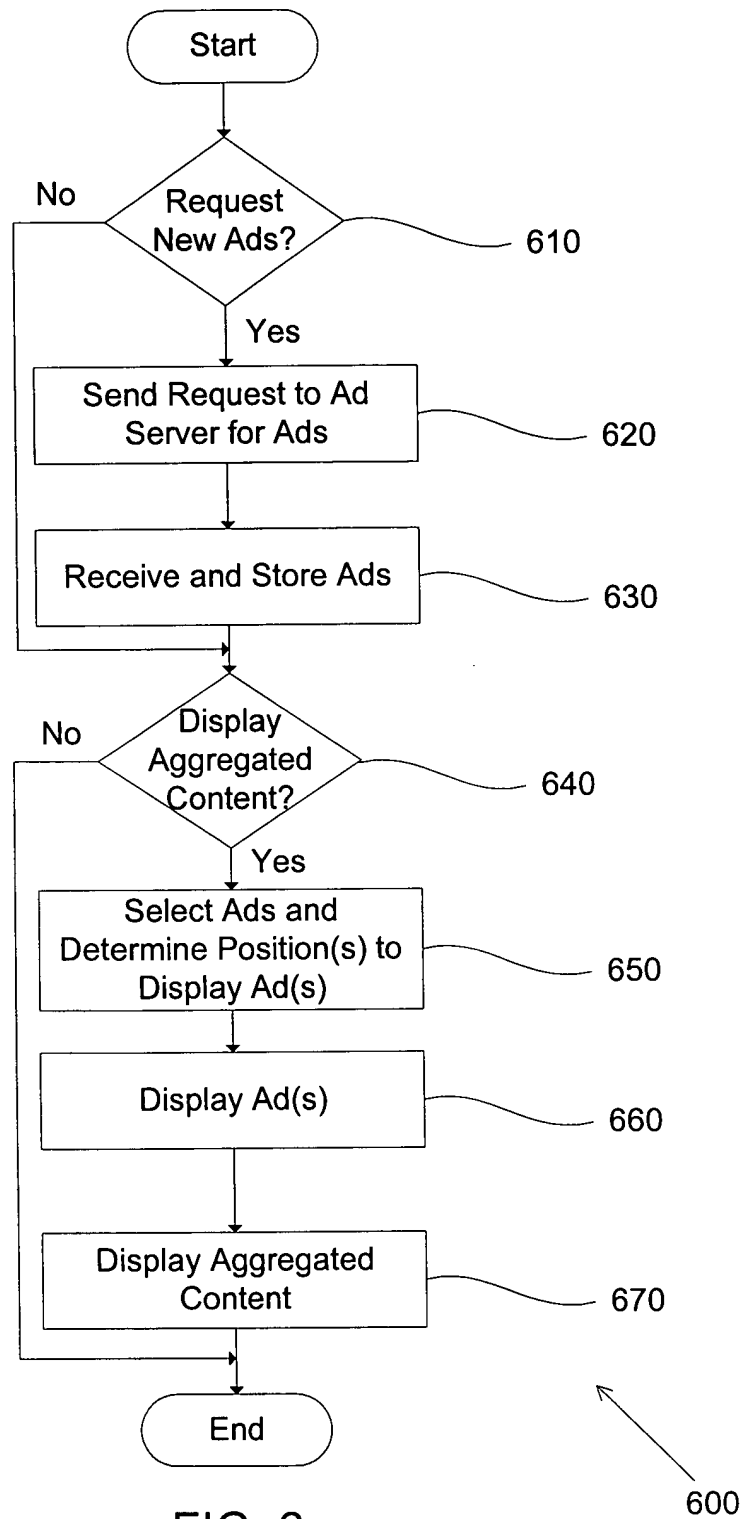 Start
No
Request
New Ads?
610
Yes
Send Request to Ad
Server for Ads
620
Receive and Store Ads
630
No
Display
Aggregated
Content?
640
Yes
Select Ads and
Determine Position(s) to
Display Ad(s)
650
Display Ad(s)
660
Display Aggregated
Content
670
End
600
FIG.